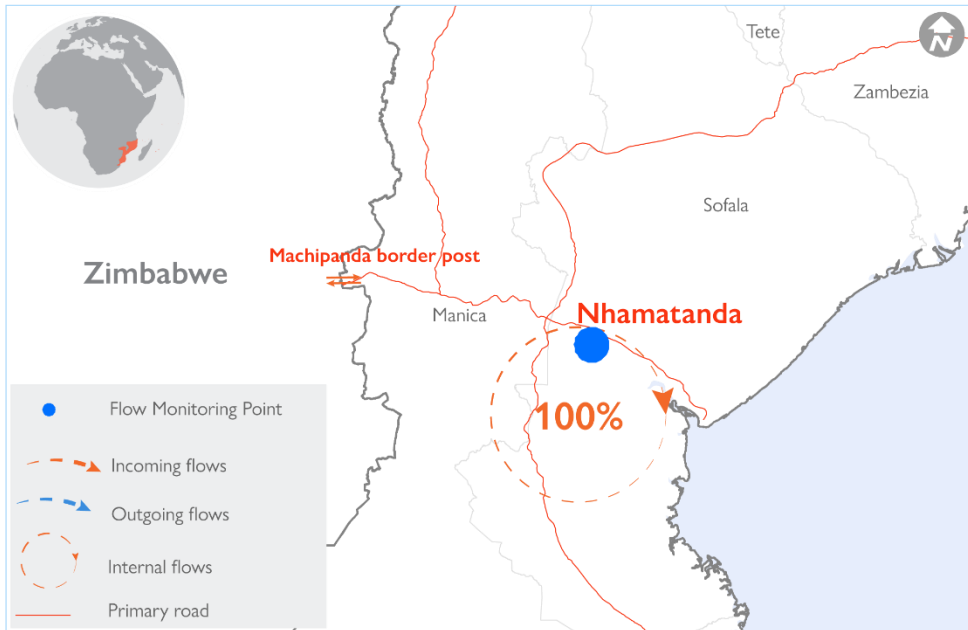 Tete
N
Zambezia
Sofala
Machipanda border post
Zimbabwe
Nhamatanda
Manica
100%
Flow Monitoring Point
Incoming flows
Outgoing flows
Internal flows
Primary road